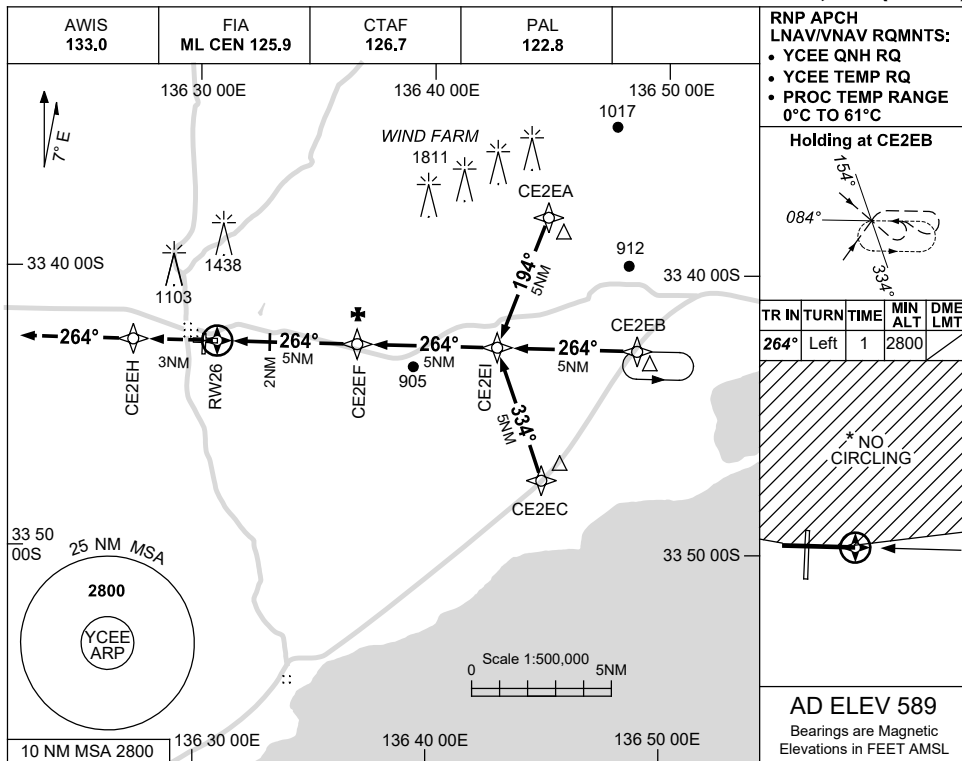 AWIS
133.0
FIA
ML CEN 125.9
CTAF
126.7
PAL
122.8
RNP APCH
LNAV/VNAV RQMNTS:
• YCEE QNH RQ
• YCEE TEMP RQ
• PROC TEMP RANGE
0°C TO 61°C
136 30 00E
136 40 00E
136 50 00E
7° E
1017
WIND FARM
1811
CE2EA
Holding at CE2EB
154°
084°
334°
1438
1103
912
33 40 00S
33 40 00S
194°
5NM
CE2EB
TR IN
TURN
TIME
MIN
ALT
DME
LMT
264°
Left
1
2800
264°
264°
264°
264°
3NM
5NM
5NM
5NM
2NM
CE2EH
RW26
CE2EF
905
CE2EI
334°
5NM
CE2EC
* NO
CIRCLING
33 50
00S
33 50 00S
25 NM MSA
2800
YCEE
ARP
Scale 1:500,000
0
5NM
10 NM MSA 2800
136 30 00E
136 40 00E
136 50 00E
AD ELEV 589
Bearings are Magnetic
Elevations in FEET AMSL